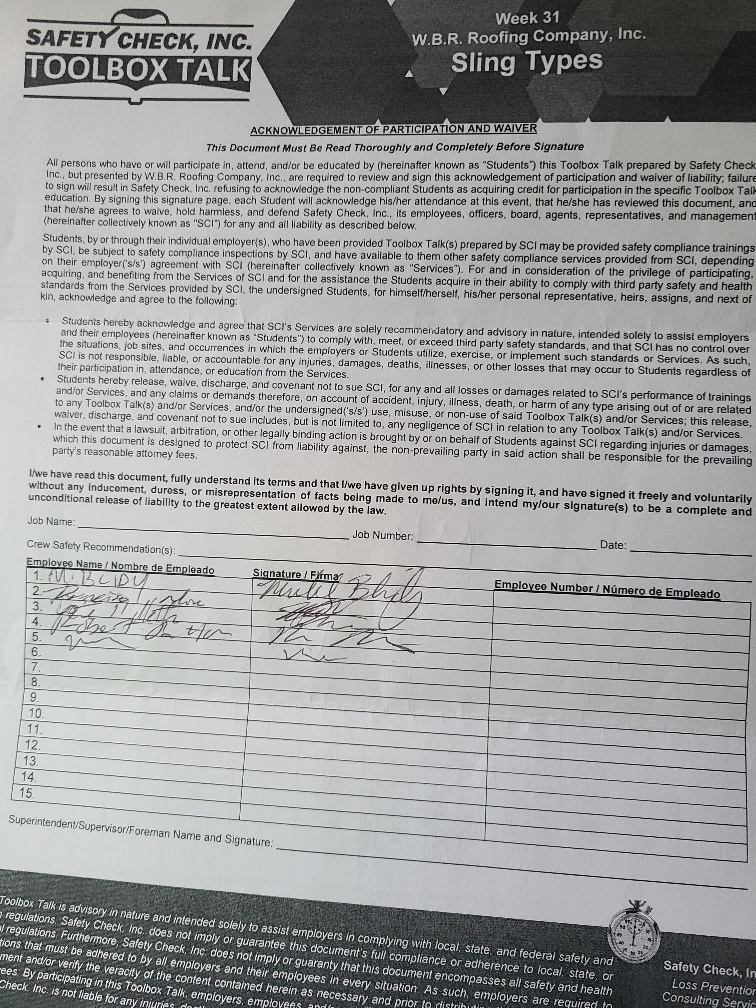 SAFETY CHECK, INC.
TOOLBOX TALK
Week 31
W.B.R. Roofing Company, Inc.
Sling Types
ACKNOWLEDGEMENT OF PARTICIPATION AND WAIVER
This Document Must Be Read Thoroughly and Completely Before Signature
All persons who have or will participate in, attend, and/or be educated by (hereinafter known as "Students") this Toolbox Talk prepared by Safety Check
Inc., but presented by W.B.R. Roofing Company, Inc., are required to review and sign this acknowledgement of participation and waiver of liability; failure
to sign will result in Safety Check, Inc. refusing to acknowledge the non-compliant Students as acquiring credit for participation in the specific Toolbox Talk
education. By signing this signature page, each Student will acknowledge his/her attendance at this event, that he/she has reviewed this document, and
that he/she agrees to waive, hold harmless, and defend Safety Check, Inc., its employees, officers, board, agents, representatives, and management
(hereinafter collectively known as "SCI") for any and all liability as described below.
Students, by or through their individual employer(s), who have been provided Toolbox Talk(s) prepared by SCI may be provided safety compliance trainings
by SCI, be subject to safety compliance inspections by SCI, and have available to them other safety compliance services provided from SCI, depending
on their employer('s/s') agreement with SCI (hereinafter collectively known as "Services"). For and in consideration of the privilege of participating,
acquiring, and benefiting from the Services of SCI and for the assistance the Students acquire in their ability to comply with third party safety and health
standards from the Services provided by SCI, the undersigned Students, for himself/herself, his/her personal representative, heirs, assigns, and next of
kin, acknowledge and agree to the following:
• Students hereby acknowledge and agree that SCI's Services are solely recommendatory and advisory in nature, intended solely to assist employers
and their employees (hereinafter known as "Students") to comply with, meet, or exceed third party safety standards, and that SCI has no control over
the situations, job sites, and occurrences in which the employers or Students utilize, exercise, or implement such standards or Services. As such,
SCI is not responsible, liable, or accountable for any injuries, damages, deaths, illnesses, or other losses that may occur to Students regardless of
their participation in, attendance, or education from the Services.
• Students hereby release, waive, discharge, and covenant not to sue SCI, for any and all losses or damages related to SCI's performance of trainings
and/or Services, and any claims or demands therefore, on account of accident, injury, illness, death, or harm of any type arising out of or are related
to any Toolbox Talk(s) and/or Services, and/or the undersigned('s/s') use, misuse, or non-use of said Toolbox Talk(s) and/or Services; this release,
waiver, discharge, and covenant not to sue includes, but is not limited to, any negligence of SCI in relation to any Toolbox Talk(s) and/or Services.
• In the event that a lawsuit, arbitration, or other legally binding action is brought by or on behalf of Students against SCI regarding injuries or damages,
which this document is designed to protect SCI from liability against, the non-prevailing party in said action shall be responsible for the prevailing
party's reasonable attorney fees.
I/we have read this document, fully understand its terms and that I/we have given up rights by signing it, and have signed it freely and voluntarily
without any inducement, duress, or misrepresentation of facts being made to me/us, and intend my/our signature(s) to be a complete and
unconditional release of liability to the greatest extent allowed by the law.
Job Name: Job Number: Date:
Crew Safety Recommendation(s):
Employee Name / Nombre de Empleado Signature / Firma Employee Number / Número de Empleado
1.
2.
3.
4.
5.
6.
7.
8.
9.
10.
11.
12.
13.
14.
15.
Superintendent/Supervisor/Foreman Name and Signature:
Toolbox Talk is advisory in nature and intended solely to assist employers in complying with local, state, and federal safety and
regulations. Safety Check, Inc. does not imply or guarantee this document's full compliance or adherence to local, state, or
regulations. Furthermore, Safety Check, Inc. does not imply or guaranty that this document encompasses all safety and health
that must be adhered to by all employers and their employees in every situation. As such, employers are required to
and/or verify the veracity of the content contained herein as necessary and prior to
By participating in this Toolbox Talk, employers, employees,
Check, Inc. is not liable for any injuries,
Safety Check, In
Loss Prevention
Consulting Servic